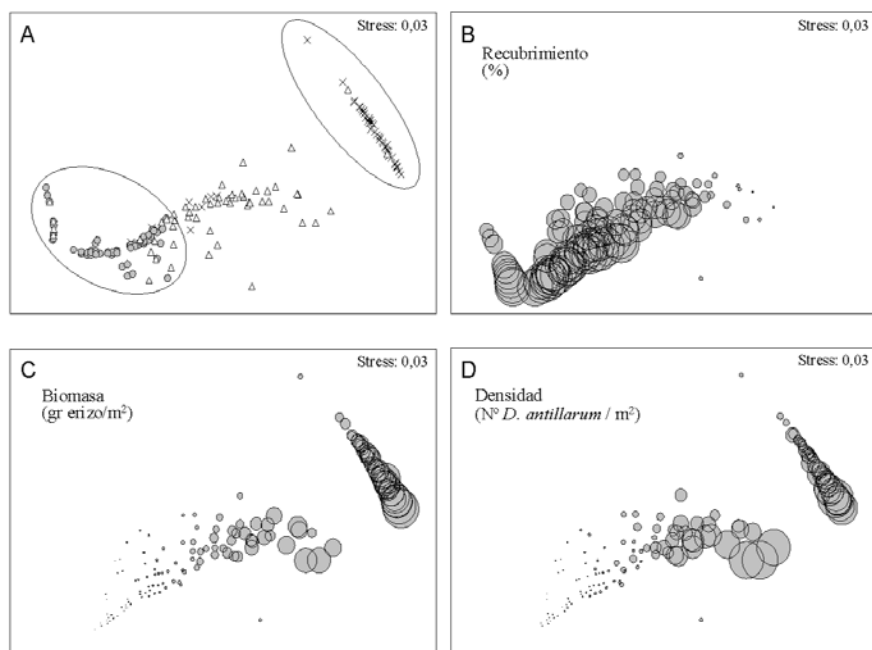 A
Stress: 0,03
B
Stress: 0,03
Recubrimiento
(%)
C
Stress: 0,03
Biomasa
(gr erizo/m²)
D
Stress: 0,03
Densidad
(Nº D. antillarum / m²)